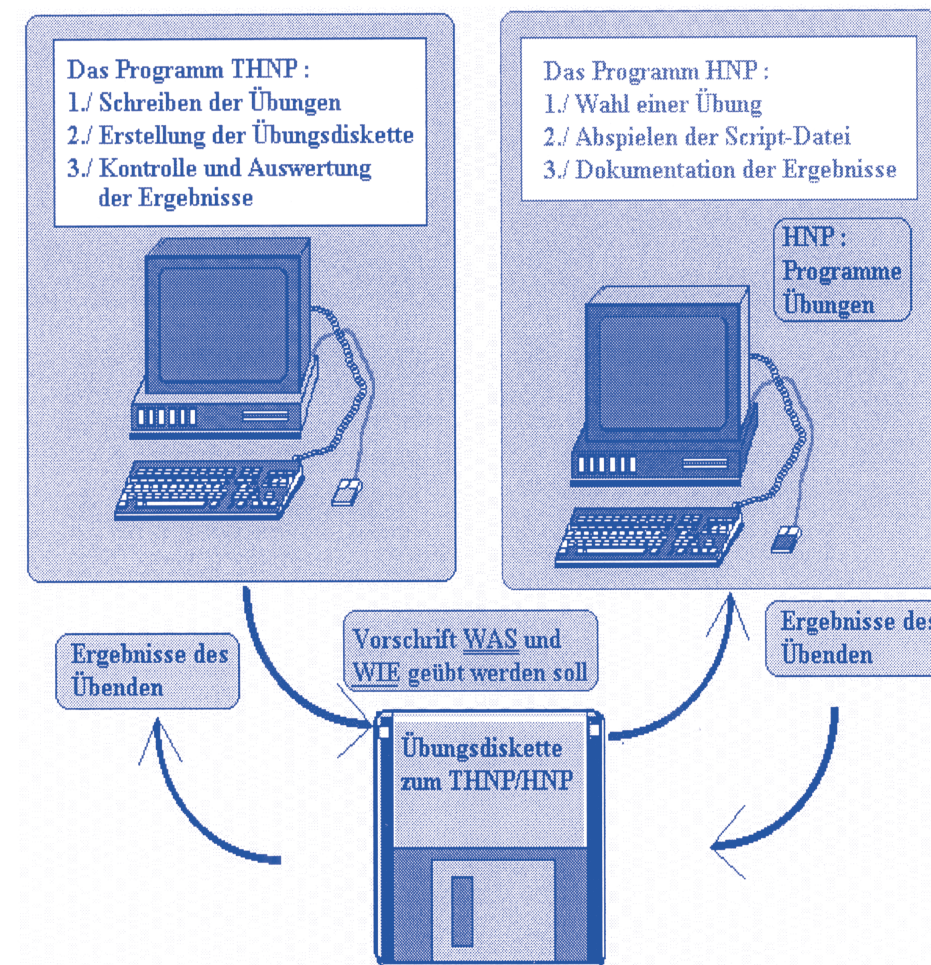 Das Programm THNP :
1./ Schreiben der Übungen
2./ Erstellung der Übungsdiskette
3./ Kontrolle und Auswertung
der Ergebnisse
Das Programm HNP :
1./ Wahl einer Übung
2./ Abspielen der Script-Datei
3./ Dokumentation der Ergebnisse
HNP :
Programme
Übungen
Ergebnisse des
Übenden
Vorschrift WAS und
WIE geübt werden soll
Ergebnisse des
Übenden
Übungsdiskette
zum THNP/HNP